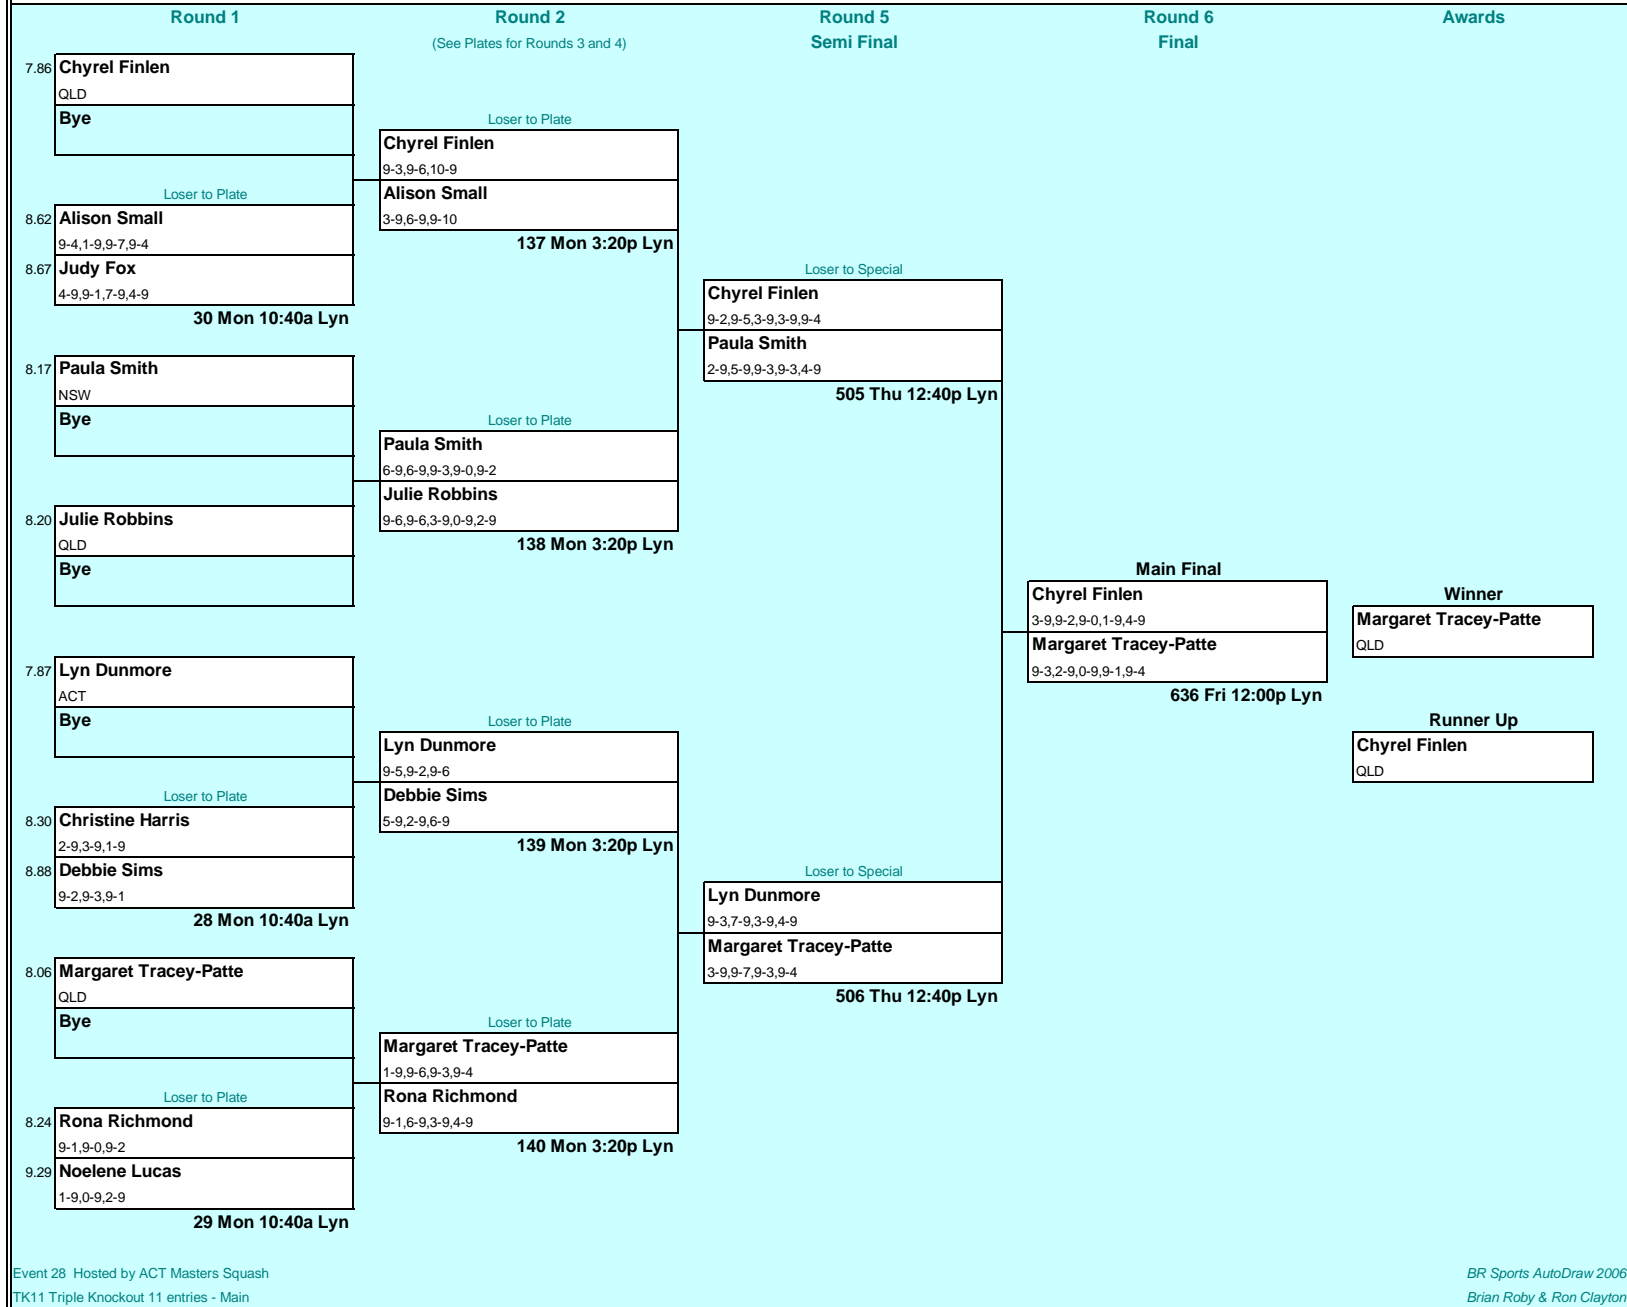 Round 1
Round 2
Round 5
Round 6
Awards
(See Plates for Rounds 3 and 4)
Semi Final
Final
7.86 Chyrel Finlen
QLD
Bye
Loser to Plate
8.62 Alison Small
9-4,1-9,9-7,9-4
8.67 Judy Fox
4-9,9-1,7-9,4-9
30 Mon 10:40a Lyn
8.17 Paula Smith
NSW
Bye
8.20 Julie Robbins
QLD
Bye
7.87 Lyn Dunmore
ACT
Bye
Loser to Plate
8.30 Christine Harris
2-9,3-9,1-9
8.88 Debbie Sims
9-2,9-3,9-1
28 Mon 10:40a Lyn
8.06 Margaret Tracey-Patte
QLD
Bye
Loser to Plate
8.24 Rona Richmond
9-1,9-0,9-2
9.29 Noelene Lucas
1-9,0-9,2-9
29 Mon 10:40a Lyn
Loser to Plate
Chyrel Finlen
9-3,9-6,10-9
Alison Small
3-9,6-9,9-10
137 Mon 3:20p Lyn
Loser to Plate
Paula Smith
6-9,6-9,9-3,9-0,9-2
Julie Robbins
9-6,9-6,3-9,0-9,2-9
138 Mon 3:20p Lyn
Loser to Plate
Lyn Dunmore
9-5,9-2,9-6
Debbie Sims
5-9,2-9,6-9
139 Mon 3:20p Lyn
Loser to Plate
Margaret Tracey-Patte
1-9,9-6,9-3,9-4
Rona Richmond
9-1,6-9,3-9,4-9
140 Mon 3:20p Lyn
Loser to Special
Chyrel Finlen
9-2,9-5,3-9,3-9,9-4
Paula Smith
2-9,5-9,9-3,9-3,4-9
505 Thu 12:40p Lyn
Loser to Special
Lyn Dunmore
9-3,7-9,3-9,4-9
Margaret Tracey-Patte
3-9,9-7,9-3,9-4
506 Thu 12:40p Lyn
Main Final
Chyrel Finlen
3-9,9-2,9-0,1-9,4-9
Margaret Tracey-Patte
9-3,2-9,0-9,9-1,9-4
636 Fri 12:00p Lyn
Winner
Margaret Tracey-Patte
QLD
Runner Up
Chyrel Finlen
QLD
Event 28 Hosted by ACT Masters Squash
TK11 Triple Knockout 11 entries - Main
BR Sports AutoDraw 2006
Brian Roby & Ron Clayton